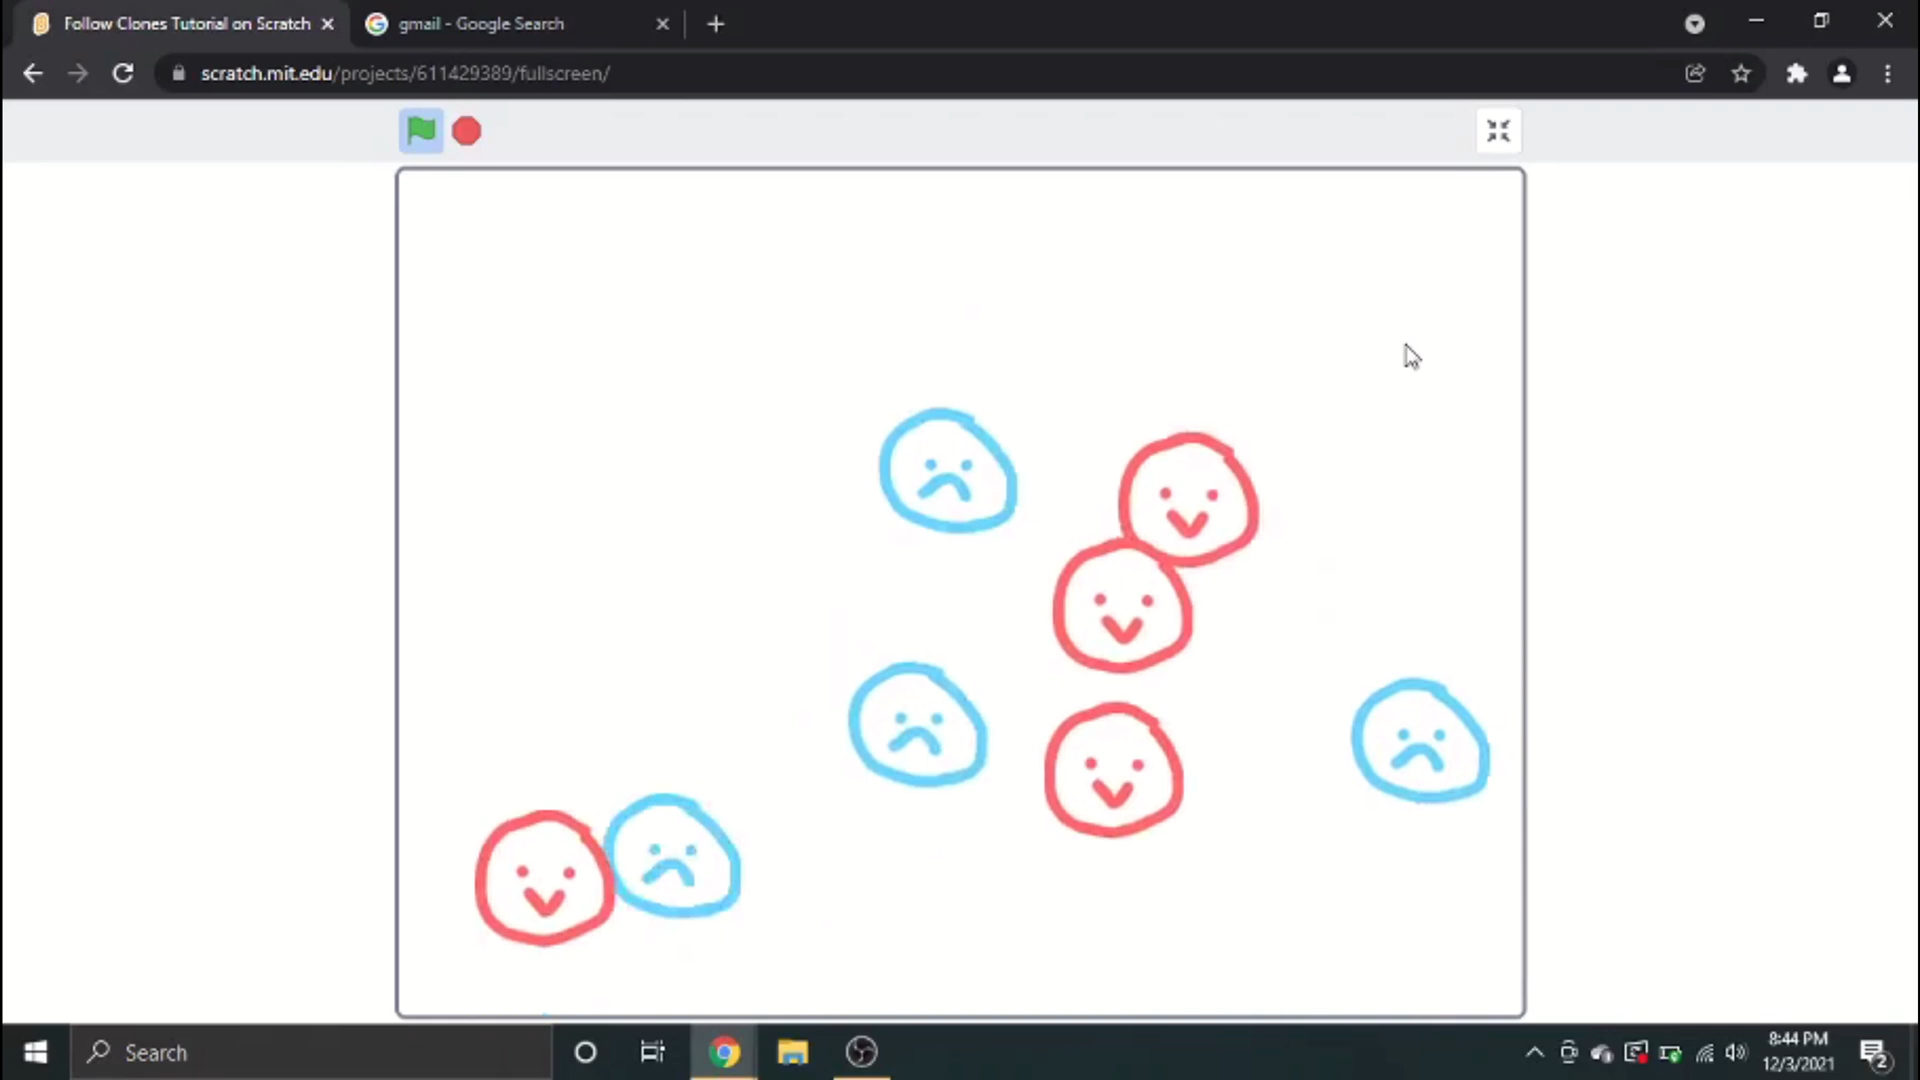 Follow Clones Tutorial on Scratch
gmail - Google Search
scratch.mit.edu/projects/611429389/fullscreen/
Search
8:44 PM
12/3/2021
2